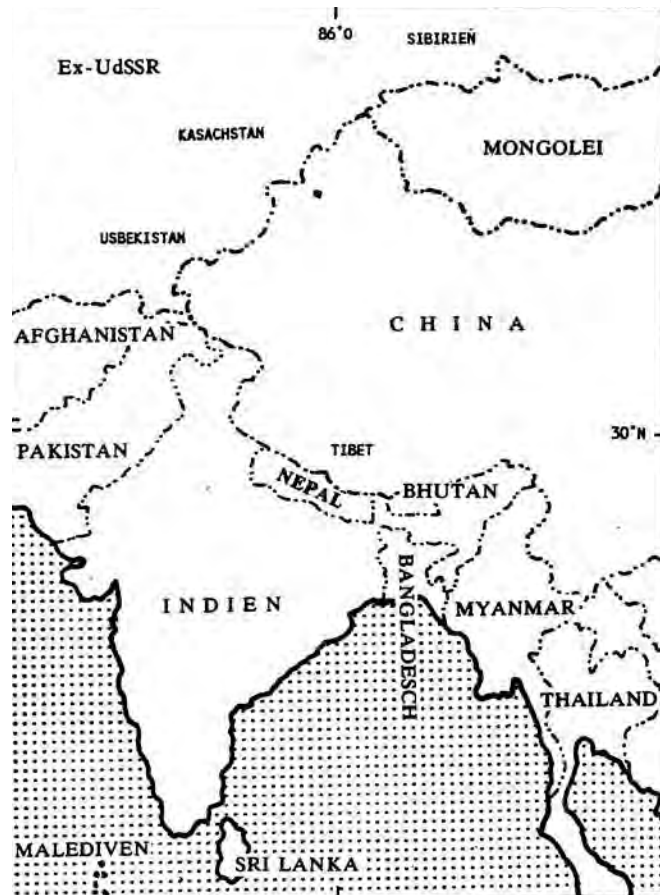 86°0
SIBIRIEN
Ex-UdSSR
KASACHSTAN
MONGOLEI
USBEKISTAN
AFGHANISTAN
CHINA
PAKISTAN
TIBET
30°N
NEPAL
BHUTAN
INDIEN
BANGLADESCH
MYANMAR
THAILAND
MALEDIVEN
SRI LANKA